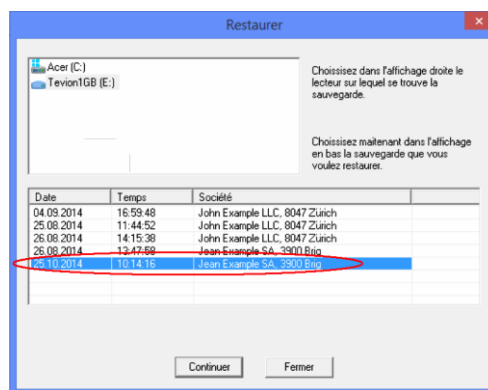 Restaurer
Acer (C:)
Tevion1GB (E:)
Choissisez dans l'affichage droite le
lecteur sur lequel se trouve la
sauvegarde.
Choissisez maitenant dans l'affichage
en bas la sauvegarde que vous
voulez restaurer.
Date Temps Société
04.09.2014 16:59:48 John Example LLC, 8047 Zürich
25.08.2014 11:44:52 John Example LLC, 8047 Zürich
26.08.2014 14:15:38 John Example LLC, 8047 Zürich
26.08.2014 13:47:58 Jean Example SA, 3900 Brig
25.10.2014 10:14:16 Jean Example SA, 3900 Brig
Continuer Fermer